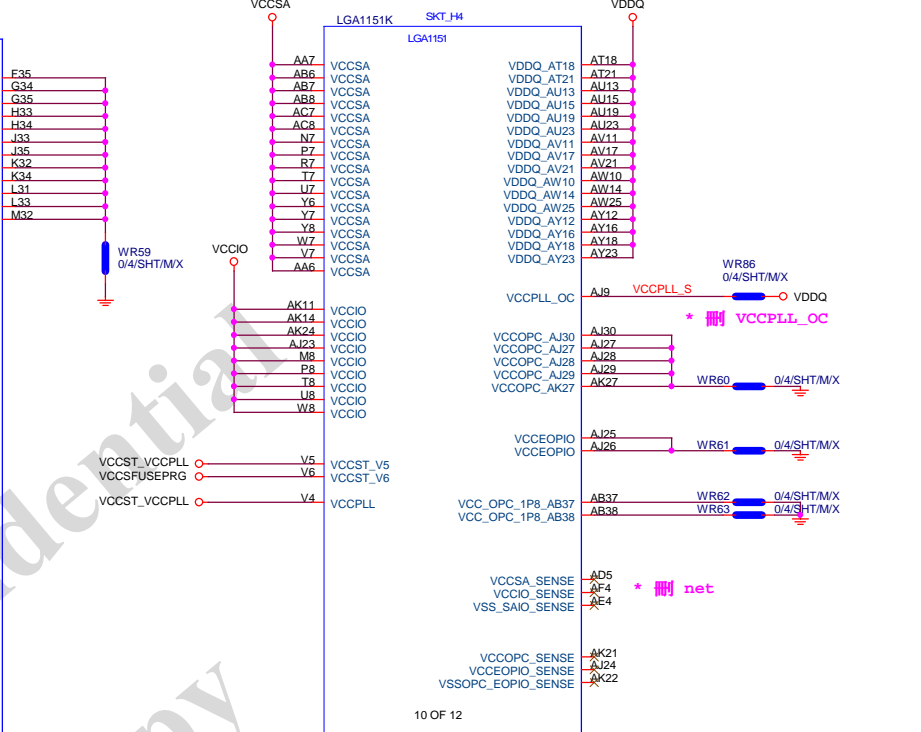 VCCSA
VDDQ
LGA1151K
SKT_H4
LGA1151
F35
G34
G35
H33
H34
J33
J35
K32
K34
L31
L33
M32
WR59
0/4/SHT/M/X
AA7 VCCSA
AB6 VCCSA
AB7 VCCSA
AB8 VCCSA
AC7 VCCSA
AC8 VCCSA
N7 VCCSA
P7 VCCSA
R7 VCCSA
T7 VCCSA
U7 VCCSA
Y6 VCCSA
Y7 VCCSA
Y8 VCCSA
W7 VCCSA
V7 VCCSA
AA6 VCCSA
VCCIO
AK11 VCCIO
AK14 VCCIO
AK24 VCCIO
AJ23 VCCIO
M8 VCCIO
P8 VCCIO
T8 VCCIO
U8 VCCIO
W8 VCCIO
VCCST_VCCPLL V5 VCCST_V5
VCCSFUSEPRG V6 VCCST_V6
VCCST_VCCPLL V4 VCCPLL
VDDQ_AT18 AT18
VDDQ_AT21 AT21
VDDQ_AU13 AU13
VDDQ_AU15 AU15
VDDQ_AU19 AU19
VDDQ_AU23 AU23
VDDQ_AV11 AV11
VDDQ_AV17 AV17
VDDQ_AV21 AV21
VDDQ_AW10 AW10
VDDQ_AW14 AW14
VDDQ_AW25 AW25
VDDQ_AY12 AY12
VDDQ_AY16 AY16
VDDQ_AY18 AY18
VDDQ_AY23 AY23
WR86
0/4/SHT/M/X
VCCPLL_OC AJ9 VCCPLL_S VDDQ
* 刪 VCCPLL_OC
VCCOPC_AJ30 AJ30
VCCOPC_AJ27 AJ27
VCCOPC_AJ28 AJ28
VCCOPC_AJ29 AJ29
VCCOPC_AK27 AK27 WR60 0/4/SHT/M/X
VCCEOPIO AJ25
VCCEOPIO AJ26 WR61 0/4/SHT/M/X
VCC_OPC_1P8_AB37 AB37 WR62 0/4/SHT/M/X
VCC_OPC_1P8_AB38 AB38 WR63 0/4/SHT/M/X
VCCSA_SENSE AD5
VCCIO_SENSE AF4
VSS_SAIO_SENSE AE4
* 刪 net
VCCOPC_SENSE AK21
VCCEOPIO_SENSE AJ24
VSSOPC_EOPIO_SENSE AK22
10 OF 12